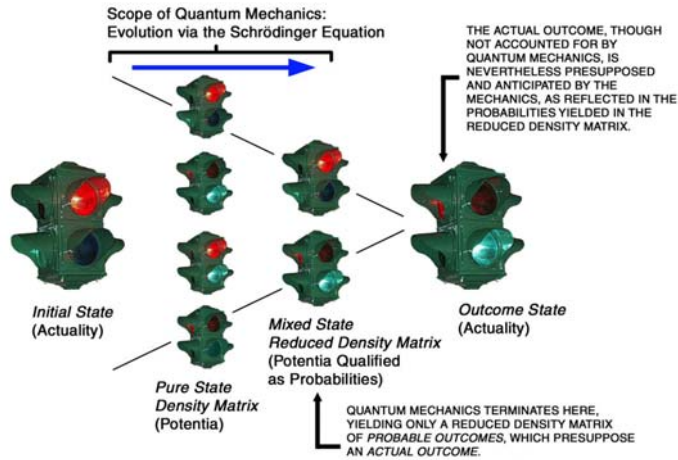 Scope of Quantum Mechanics:
Evolution via the Schrödinger Equation
THE ACTUAL OUTCOME, THOUGH
NOT ACCOUNTED FOR BY
QUANTUM MECHANICS, IS
NEVERTHELESS PRESUPPOSED
AND ANTICIPATED BY THE
MECHANICS, AS REFLECTED IN THE
PROBABILITIES YIELDED IN THE
REDUCED DENSITY MATRIX.
Initial State
(Actuality)
Pure State
Density Matrix
(Potentia)
Mixed State
Reduced Density Matrix
(Potentia Qualified
as Probabilities)
Outcome State
(Actuality)
QUANTUM MECHANICS TERMINATES HERE,
YIELDING ONLY A REDUCED DENSITY MATRIX
OF PROBABLE OUTCOMES, WHICH PRESUPPOSE
AN ACTUAL OUTCOME.